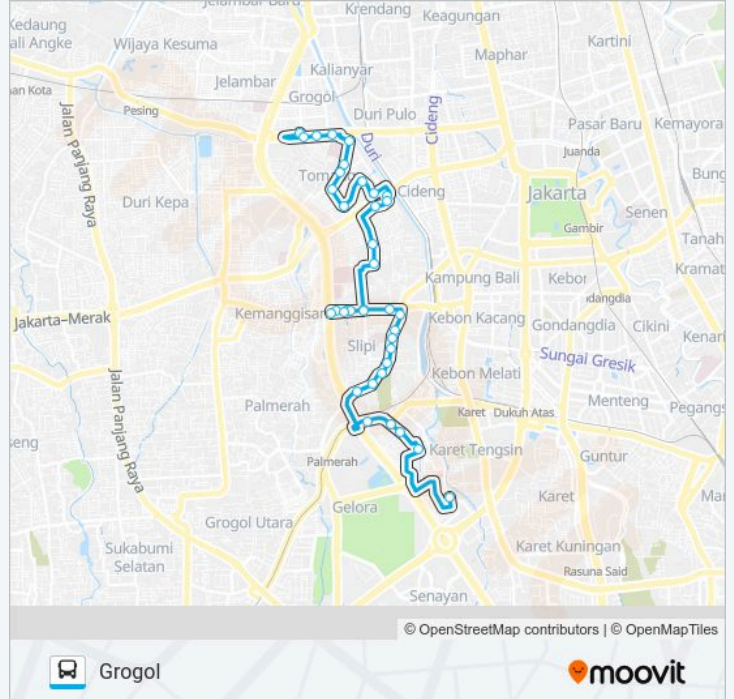 Krendang
Kedaung
Keagungan
ali Angke
Wijaya Kesuma
Kartini
Maphar
Kalianyar
Jelambar
an Kota
Grogol
Pesing
Duri Pulo
Cideng
Pasar Baru
Kemayora
Jalan Panjang Raya
Duri
Juanda
Toma
Cideng
Jakarta
Bung
Duri Kepa
Senen
Gambir
Tanah
Kampung Bali
Kebor
Kramat
ndangdia
Jakarta–Merak
Kemanggisan
Kebon Kacang
Gondangdia
Cikini
Kenari
Slipi
Sungai Gresik
Kebon Melati
Jalan Panjang Raya
Menteng
Palmerah
Karet
Dukuh Atas
Pegangs
seng
Karet Tengsin
Guntur
Palmerah
Karet
Mar
Gelora
Grogol Utara
Sukabumi
Selatan
Karet Kuningan
Rasuna Said
Senayan
© OpenStreetMap contributors | © OpenMapTiles
Grogol
moovit